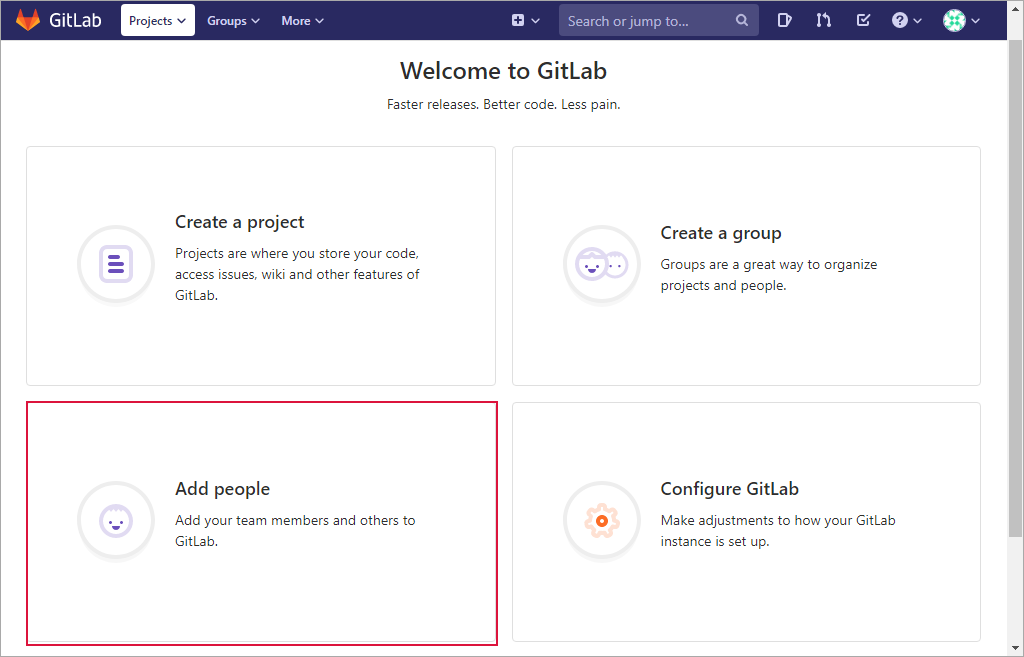 GitLab Projects Groups More Search or jump to...
Welcome to GitLab
Faster releases. Better code. Less pain.
Create a project
Projects are where you store your code,
access issues, wiki and other features of
GitLab.
Create a group
Groups are a great way to organize
projects and people.
Add people
Add your team members and others to
GitLab.
Configure GitLab
Make adjustments to how your GitLab
instance is set up.